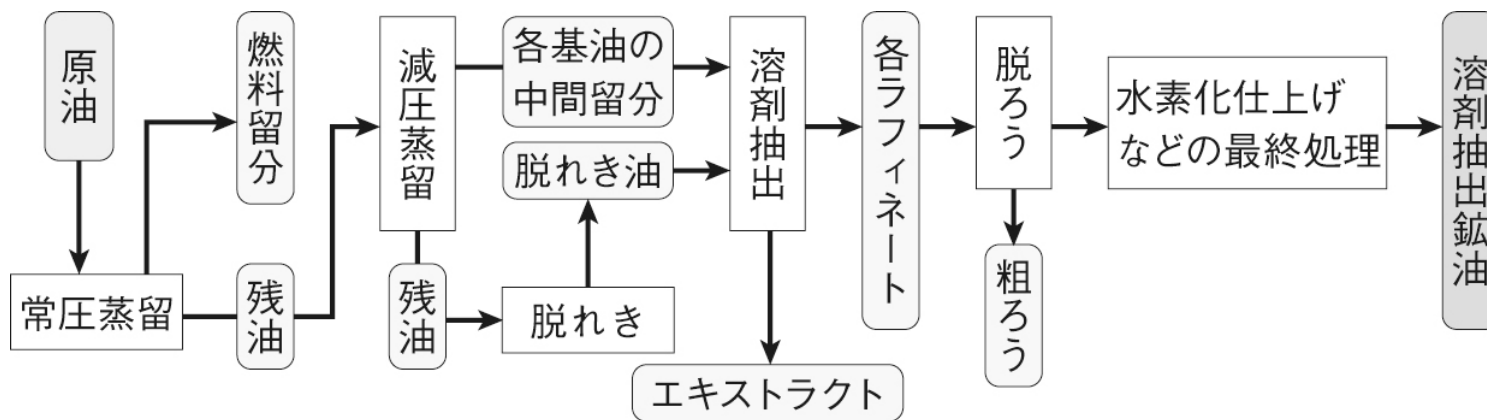 原油
燃料留分
常圧蒸留
残油
減圧蒸留
各基油の
中間留分
脱れき油
残油
脱れき
溶剤抽出
エキストラクト
各ラフィネート
脱ろう
粗ろう
水素化仕上げ
などの最終処理
溶剤抽出鉱油